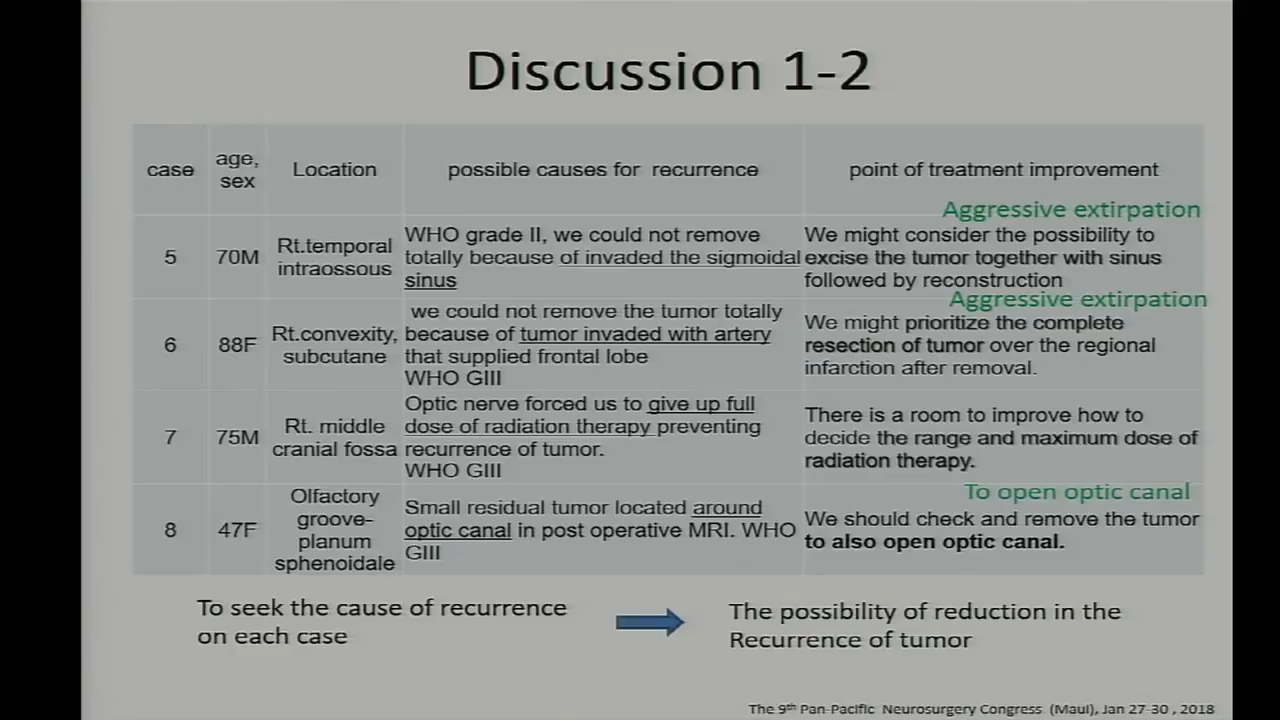 Discussion 1-2
case
age,
sex
Location
possible causes for recurrence
point of treatment improvement
Aggressive extirpation
5
70M
Rt.temporal
intraossous
WHO grade II, we could not remove
totally because of invaded the sigmoidal
sinus
We might consider the possibility to
excise the tumor together with sinus
followed by reconstruction
Aggressive extirpation
6
88F
Rt.convexity,
subcutane
we could not remove the tumor totally
because of tumor invaded with artery
that supplied frontal lobe
WHO GIII
We might prioritize the complete
resection of tumor over the regional
infarction after removal.
7
75M
Rt. middle
cranial fossa
Optic nerve forced us to give up full
dose of radiation therapy preventing
recurrence of tumor.
WHO GIII
There is a room to improve how to
decide the range and maximum dose of
radiation therapy.
To open optic canal
8
47F
Olfactory
groove-
planum
sphenoidale
Small residual tumor located around
optic canal in post operative MRI. WHO
GIII
We should check and remove the tumor
to also open optic canal.
To seek the cause of recurrence
on each case
The possibility of reduction in the
Recurrence of tumor
The 9th Pan-Pacific Neurosurgery Congress (Maui), Jan 27-30 , 2018